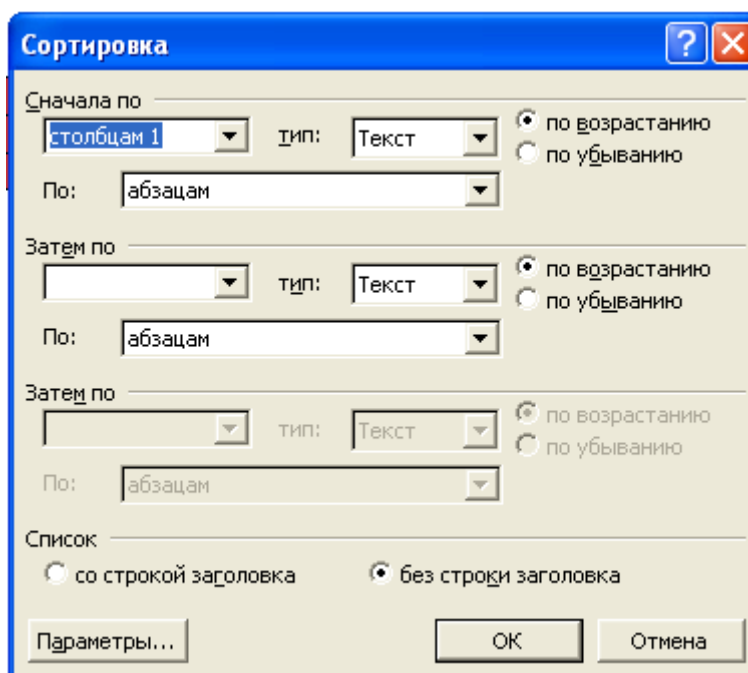 Сортировка
Сначала по
столбцам 1 тип: Текст по возрастанию
по убыванию
По: абзацам
Затем по
тип: Текст по возрастанию
по убыванию
По: абзацам
Затем по
тип: Текст по возрастанию
по убыванию
По: абзацам
Список
со строкой заголовка без строки заголовка
Параметры... ОК Отмена